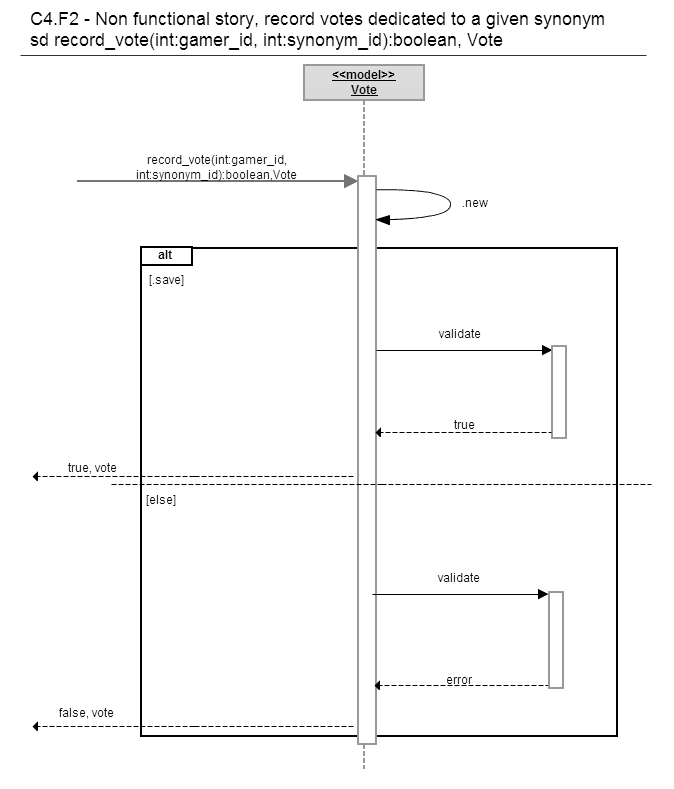 C4.F2 - Non functional story, record votes dedicated to a given synonym
sd record_vote(int:gamer_id, int:synonym_id):boolean, Vote
<<model>>
Vote
record_vote(int:gamer_id,
int:synonym_id):boolean,Vote
.new
alt
[.save]
validate
true
true, vote
[else]
validate
error
false, vote